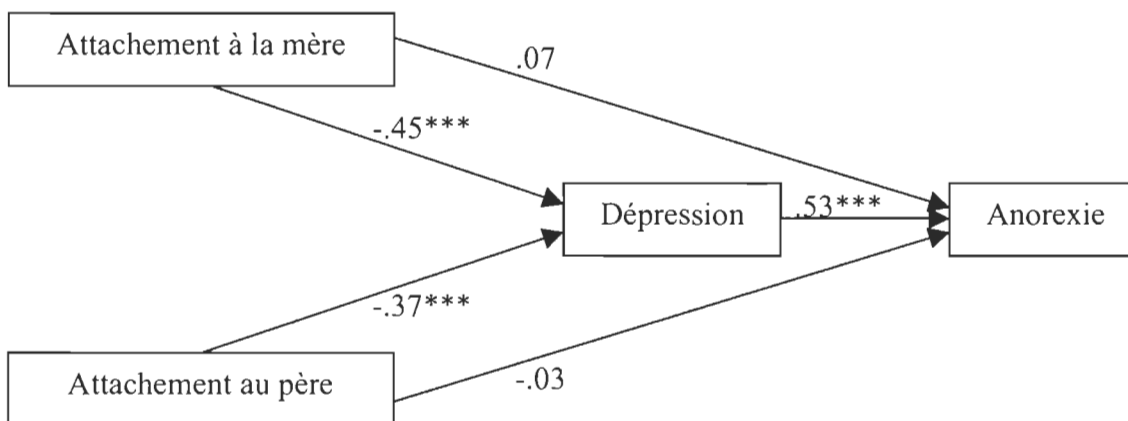 Attachement à la mère
.07
-.45***
Dépression
.53***
Anorexie
-.37***
Attachement au père
-.03